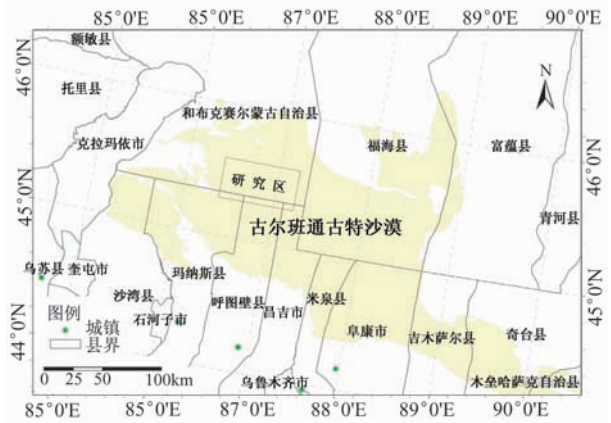 85°0′E 85°0′E 87°0′E 88°0′E 89°0′E 90°0′E
46°0′N
45°0′N
44°0′N
46°0′N
45°0′N
N
额敏县
托里县
和布克赛尔蒙古自治县
克拉玛依市
福海县
富蕴县
研究区
青河县
古尔班通古特沙漠
乌苏县 奎屯市
玛纳斯县
沙湾县
呼图壁县
米泉县
昌吉市
石河子市
阜康市
吉木萨尔县
奇台县
图例
城镇
县界
0 25 50 100km
乌鲁木齐市
木垒哈萨克自治县
85°0′E 85°0′E 87°0′E 88°0′E 89°0′E 90°0′E